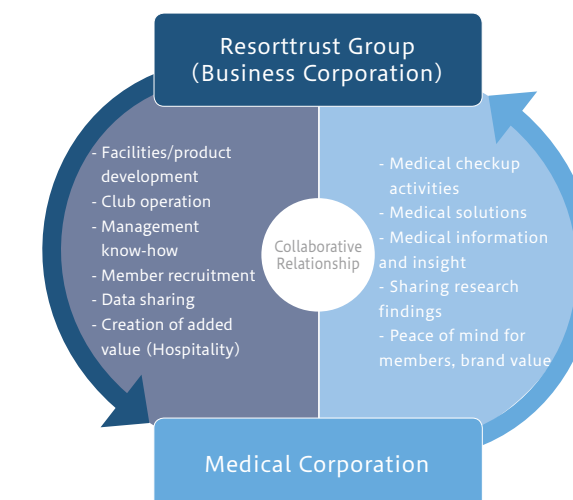 Resorttrust Group
(Business Corporation)
- Facilities/product
development
- Club operation
- Management
know-how
- Member recruitment
- Data sharing
- Creation of added
value (Hospitality)
Collaborative
Relationship
- Medical checkup
activities
- Medical solutions
- Medical information
and insight
- Sharing research
findings
- Peace of mind for
members, brand value
Medical Corporation